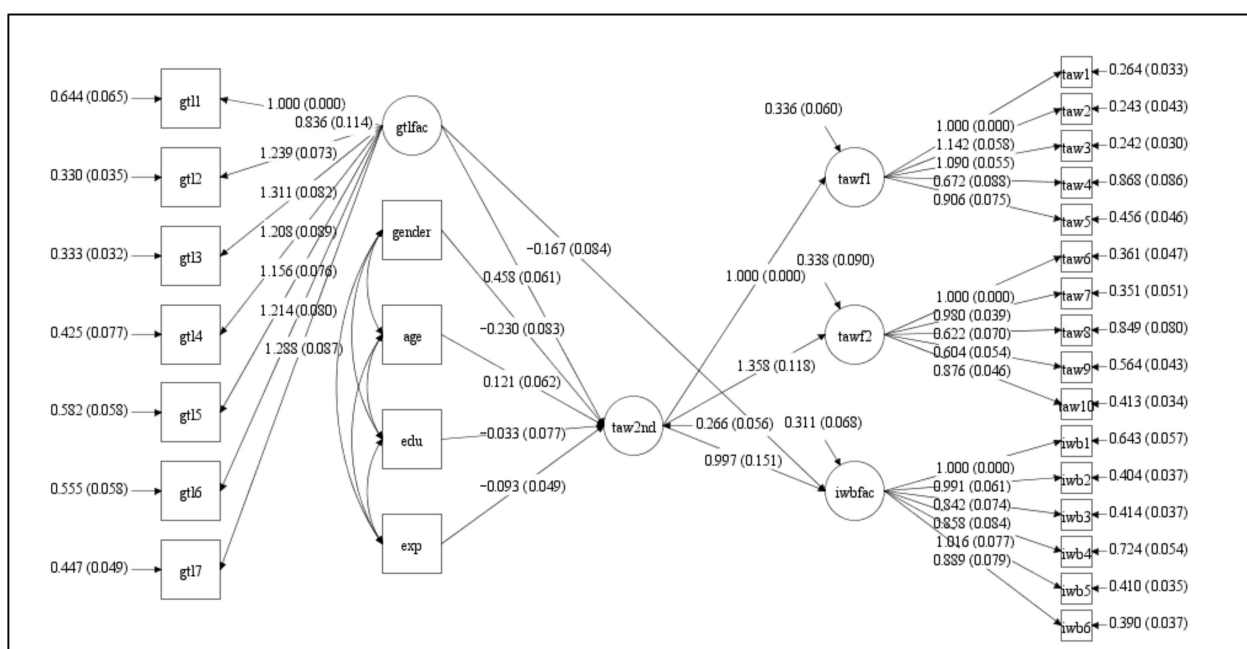 0.644 (0.065)
gtl1
1.000 (0.000)
0.836 (0.114)
gtlfac
0.330 (0.035)
gtl2
1.239 (0.073)
0.333 (0.032)
gtl3
1.311 (0.082)
0.425 (0.077)
gtl4
1.208 (0.089)
0.582 (0.058)
gtl5
1.156 (0.076)
0.555 (0.058)
gtl6
1.214 (0.080)
0.447 (0.049)
gtl7
1.288 (0.087)
gender
age
edu
exp
−0.167 (0.084)
0.458 (0.061)
−0.230 (0.083)
0.121 (0.062)
−0.033 (0.077)
−0.093 (0.049)
taw2nd
1.000 (0.000)
1.358 (0.118)
0.266 (0.056)
0.997 (0.151)
0.336 (0.060)
tawf1
1.000 (0.000)
1.142 (0.058)
1.090 (0.055)
0.672 (0.088)
0.906 (0.075)
taw1
0.264 (0.033)
taw2
0.243 (0.043)
taw3
0.242 (0.030)
taw4
0.868 (0.086)
taw5
0.456 (0.046)
0.338 (0.090)
tawf2
1.000 (0.000)
0.980 (0.039)
0.622 (0.070)
0.604 (0.054)
0.876 (0.046)
taw6
0.361 (0.047)
taw7
0.351 (0.051)
taw8
0.849 (0.080)
taw9
0.564 (0.043)
taw10
0.413 (0.034)
0.311 (0.068)
iwbfac
1.000 (0.000)
0.991 (0.061)
0.842 (0.074)
0.858 (0.084)
1.016 (0.077)
0.889 (0.079)
iwb1
0.643 (0.057)
iwb2
0.404 (0.037)
iwb3
0.414 (0.037)
iwb4
0.724 (0.054)
iwb5
0.410 (0.035)
iwb6
0.390 (0.037)